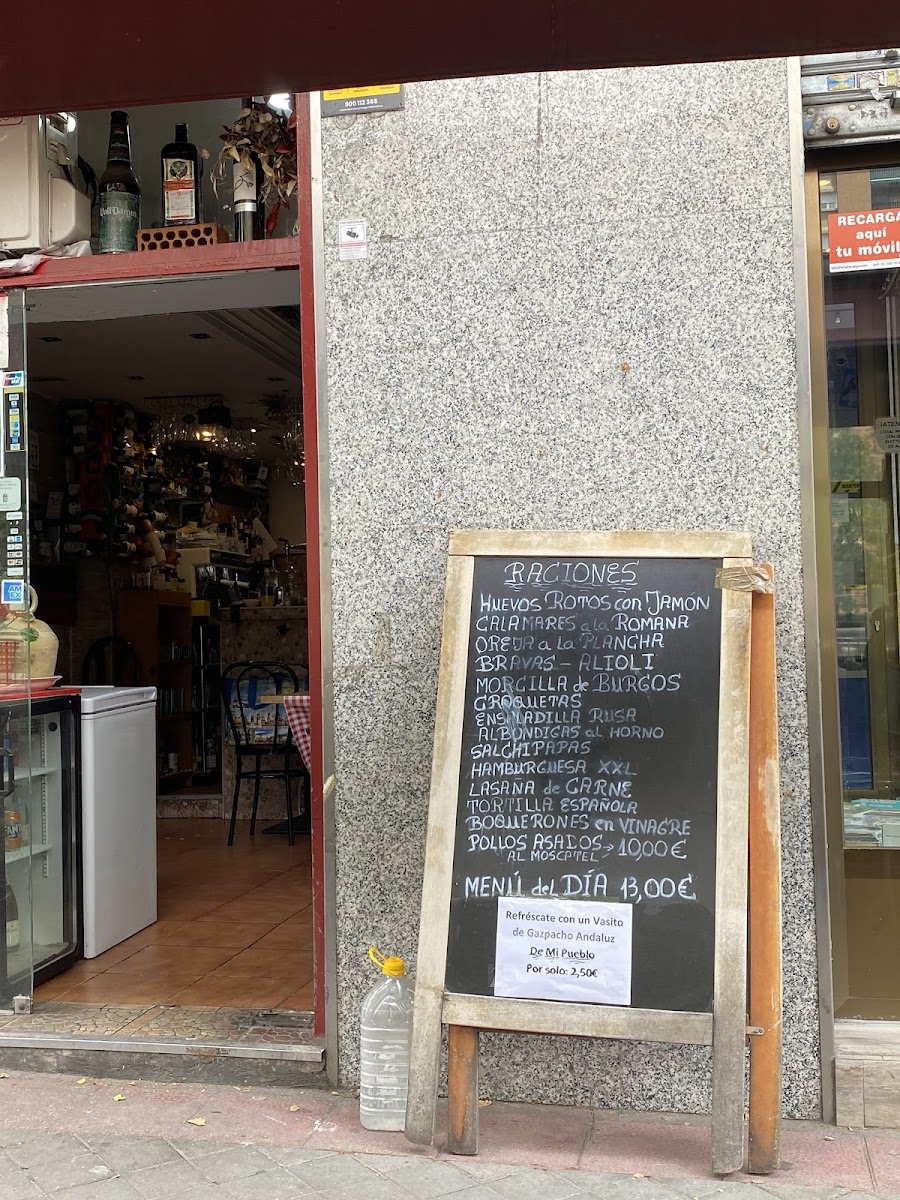 900 112 365
Voll-Damm
RECARGA
aquí
tu móvil
RACIONES
HUEVOS ROTOS con JAMÓN
CALAMARES a la ROMANA
OREJA a la PLANCHA
BRAVAS - ALIOLI
MORCILLA de BURGOS
CROQUETAS
ENSALADILLA RUSA
ALBONDIGAS al HORNO
SALCHIPAPAS
HAMBURGUESA XXL
LASAÑA de CARNE
TORTILLA ESPAÑOLA
BOQUERONES en VINAGRE
POLLOS ASADOS → 10,00€
AL MOSCATEL
MENÚ del DÍA 13,00€
Refréscate con un Vasito
de Gazpacho Andaluz
De Mi Pueblo
Por solo: 2,50€